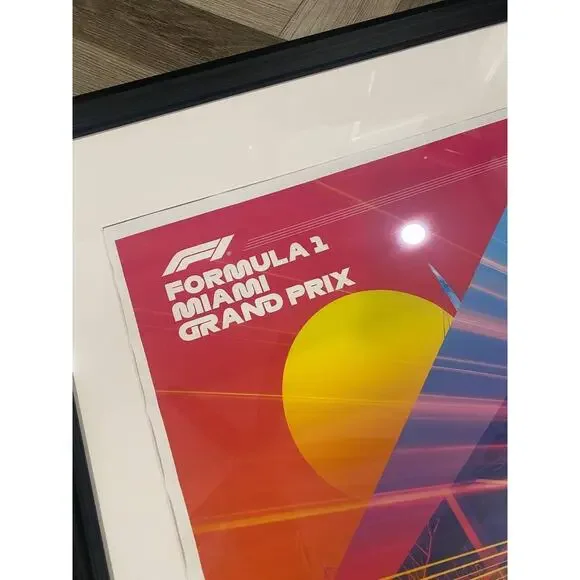 F1
FORMULA 1
MIAMI
GRAND PRIX